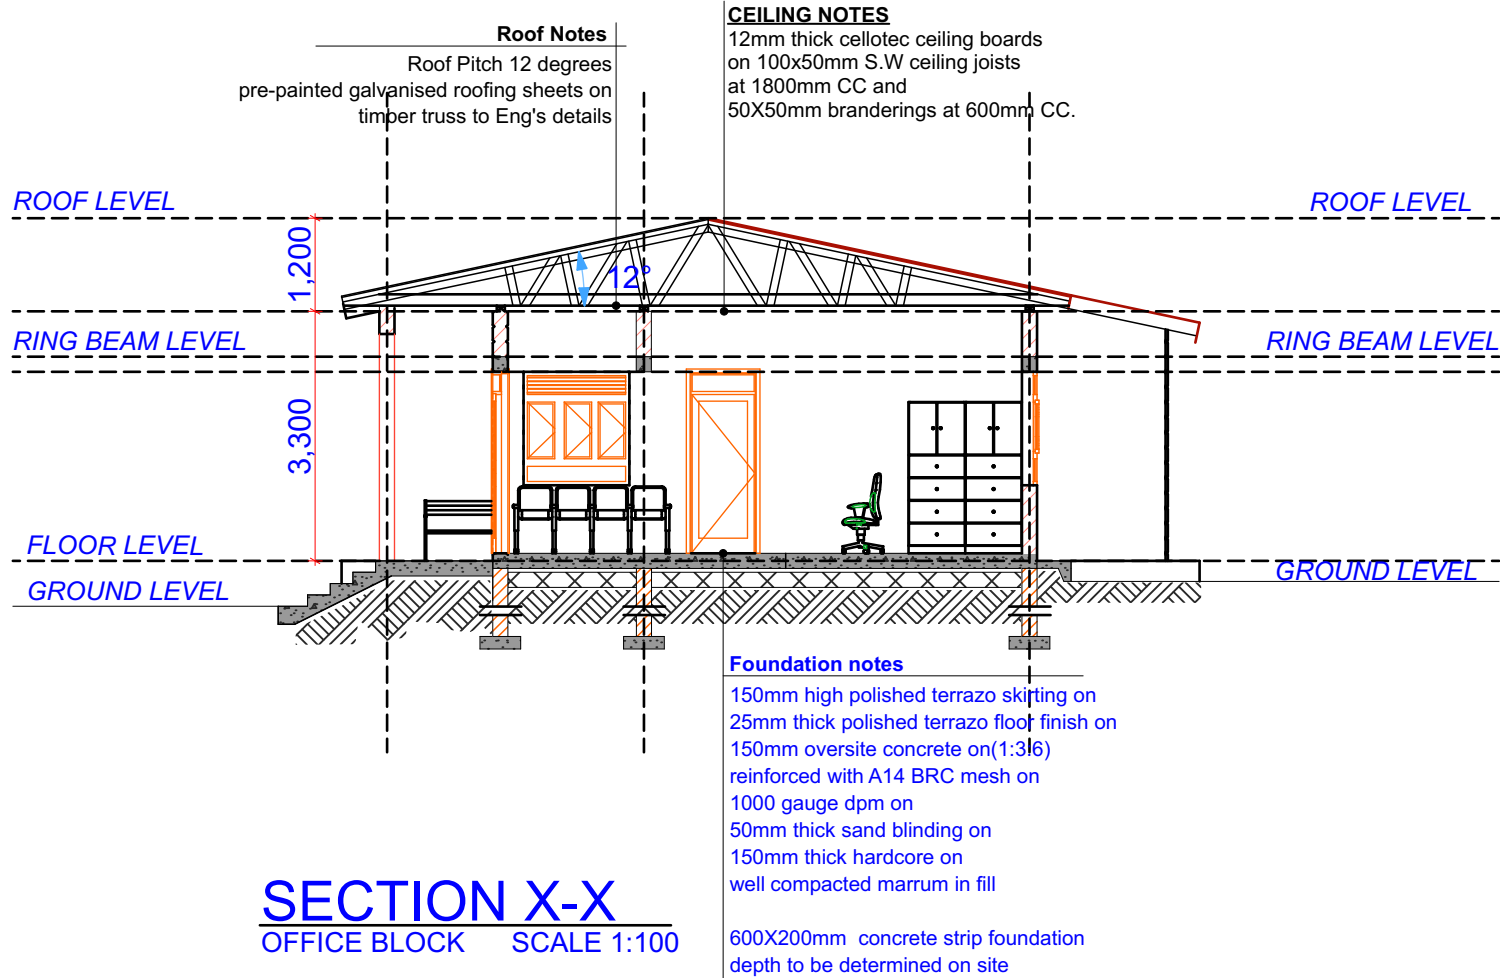 Roof Notes
Roof Pitch 12 degrees
pre-painted galvanised roofing sheets on
timber truss to Eng's details
CEILING NOTES
12mm thick cellotec ceiling boards
on 100x50mm S.W ceiling joists
at 1800mm CC and
50X50mm branderings at 600mm CC.
ROOF LEVEL
ROOF LEVEL
1,200
12°
RING BEAM LEVEL
RING BEAM LEVEL
3,300
FLOOR LEVEL
GROUND LEVEL
GROUND LEVEL
Foundation notes
150mm high polished terrazo skirting on
25mm thick polished terrazo floor finish on
150mm oversite concrete on(1:3:6)
reinforced with A14 BRC mesh on
1000 gauge dpm on
50mm thick sand blinding on
150mm thick hardcore on
well compacted marrum in fill
600X200mm concrete strip foundation
depth to be determined on site
SECTION X-X
OFFICE BLOCK SCALE 1:100